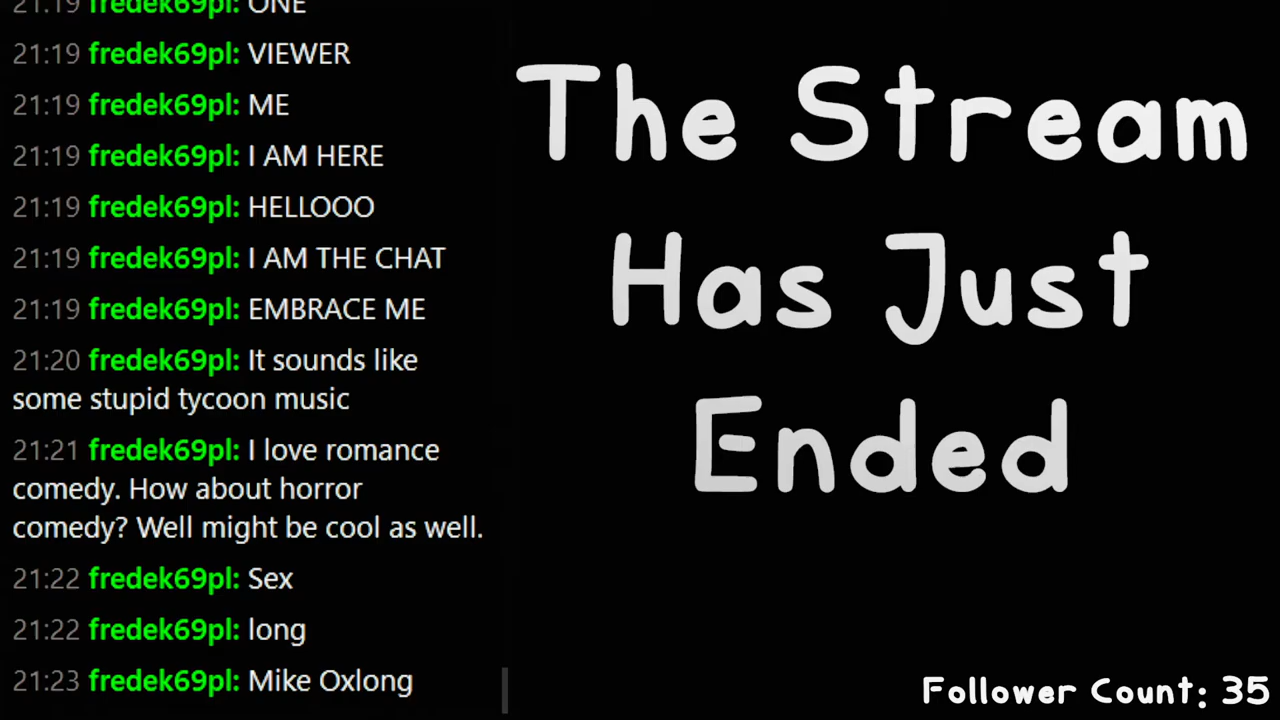 21:19 fredek69pl: ONE
21:19 fredek69pl: VIEWER
21:19 fredek69pl: ME
21:19 fredek69pl: I AM HERE
21:19 fredek69pl: HELLOOO
21:19 fredek69pl: I AM THE CHAT
21:19 fredek69pl: EMBRACE ME
21:20 fredek69pl: It sounds like
some stupid tycoon music
21:21 fredek69pl: I love romance
comedy. How about horror
comedy? Well might be cool as well.
21:22 fredek69pl: Sex
21:22 fredek69pl: long
21:23 fredek69pl: Mike Oxlong
The Stream
Has Just
Ended
Follower Count: 35